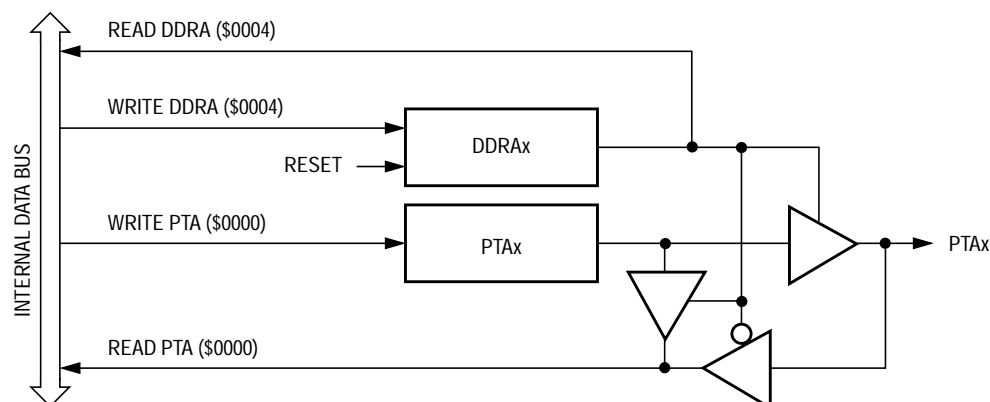 READ DDRA ($0004)
WRITE DDRA ($0004)
DDRAx
RESET
WRITE PTA ($0000)
PTAx
PTAx
READ PTA ($0000)
INTERNAL DATA BUS